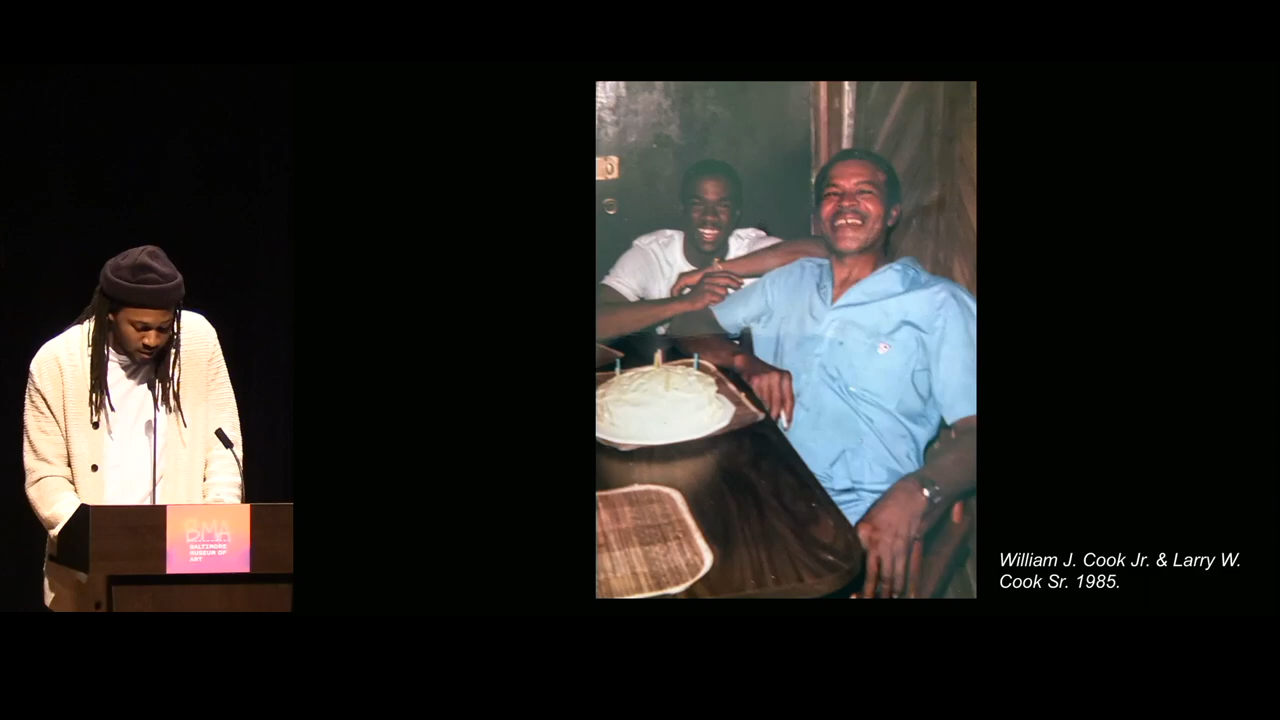 BMA
BALTIMORE
MUSEUM OF
ART
William J. Cook Jr. & Larry W.
Cook Sr. 1985.